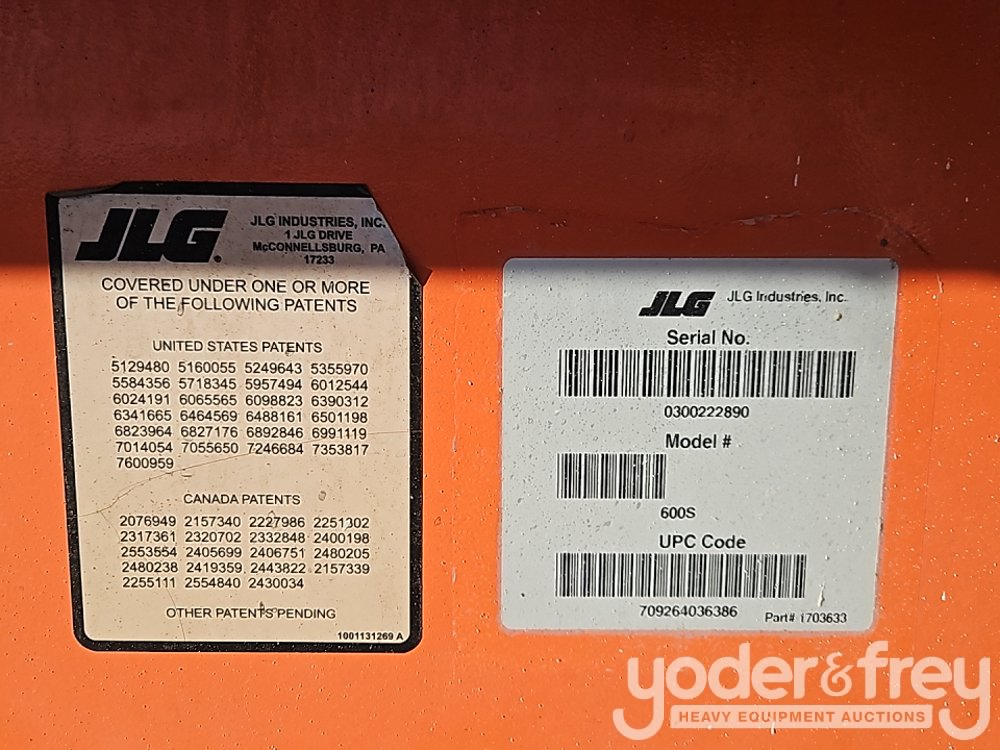 JLG
JLG INDUSTRIES, INC.
1 JLG DRIVE
McCONNELLSBURG, PA
17233
COVERED UNDER ONE OR MORE
OF THE FOLLOWING PATENTS
UNITED STATES PATENTS
5129480 5160055 5249643 5355970
5584356 5718345 5957494 6012544
6024191 6065565 6098823 6390312
6341665 6464569 6488161 6501198
6823964 6827176 6892846 6991119
7014054 7055650 7246684 7353817
7600959
CANADA PATENTS
2076949 2157340 2227986 2251302
2317361 2320702 2332848 2400198
2553554 2405699 2406751 2480205
2480238 2419359 2443822 2157339
2255111 2554840 2430034
OTHER PATENTS PENDING
1001131269 A
JLG JLG Industries, Inc.
Serial No.
0300222890
Model #
600S
UPC Code
709264036386
Part# 1703633
yoder&frey
HEAVY EQUIPMENT AUCTIONS